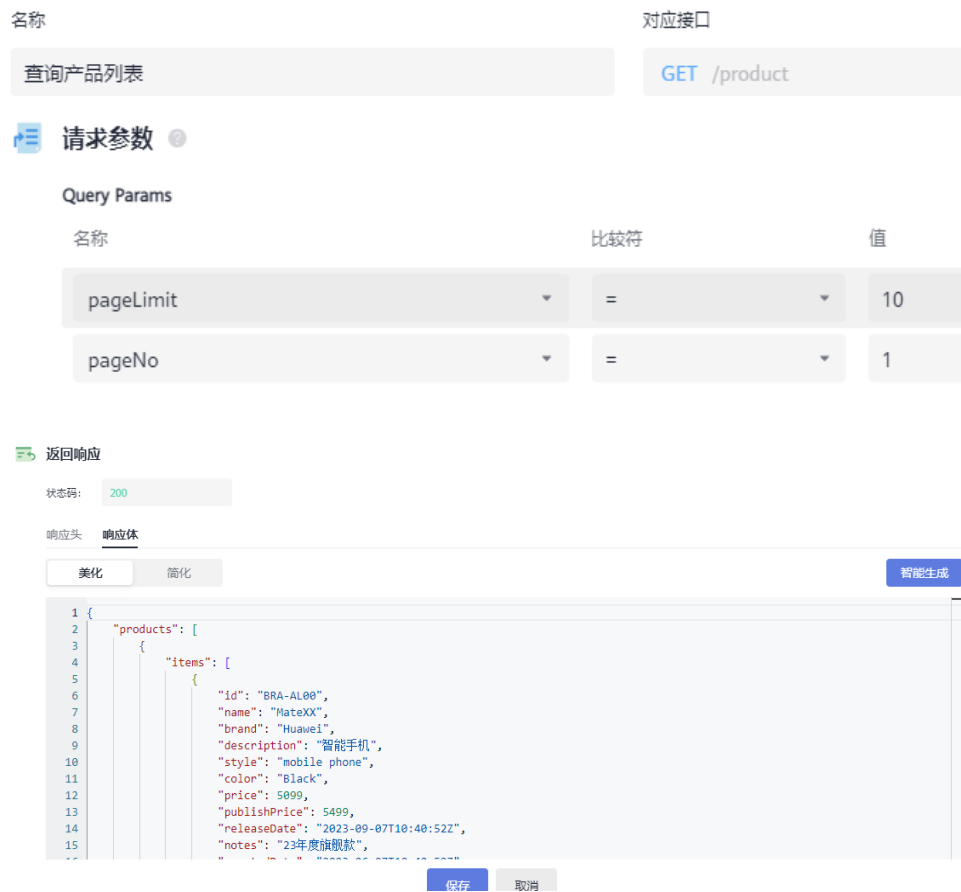 名称 对应接口
查询产品列表 GET /product
请求参数
Query Params
名称 比较符 值
pageLimit = 10
pageNo = 1
返回响应
状态码: 200
响应头 响应体
美化 简化 智能生成
1 {
2 "products": [
3 {
4 "items": [
5 {
6 "id": "BRA-AL00",
7 "name": "MateXX",
8 "brand": "Huawei",
9 "description": "智能手机",
10 "style": "mobile phone",
11 "color": "Black",
12 "price": 5099,
13 "publishPrice": 5499,
14 "releaseDate": "2023-09-07T10:40:52Z",
15 "notes": "23年度旗舰款",
保存 取消